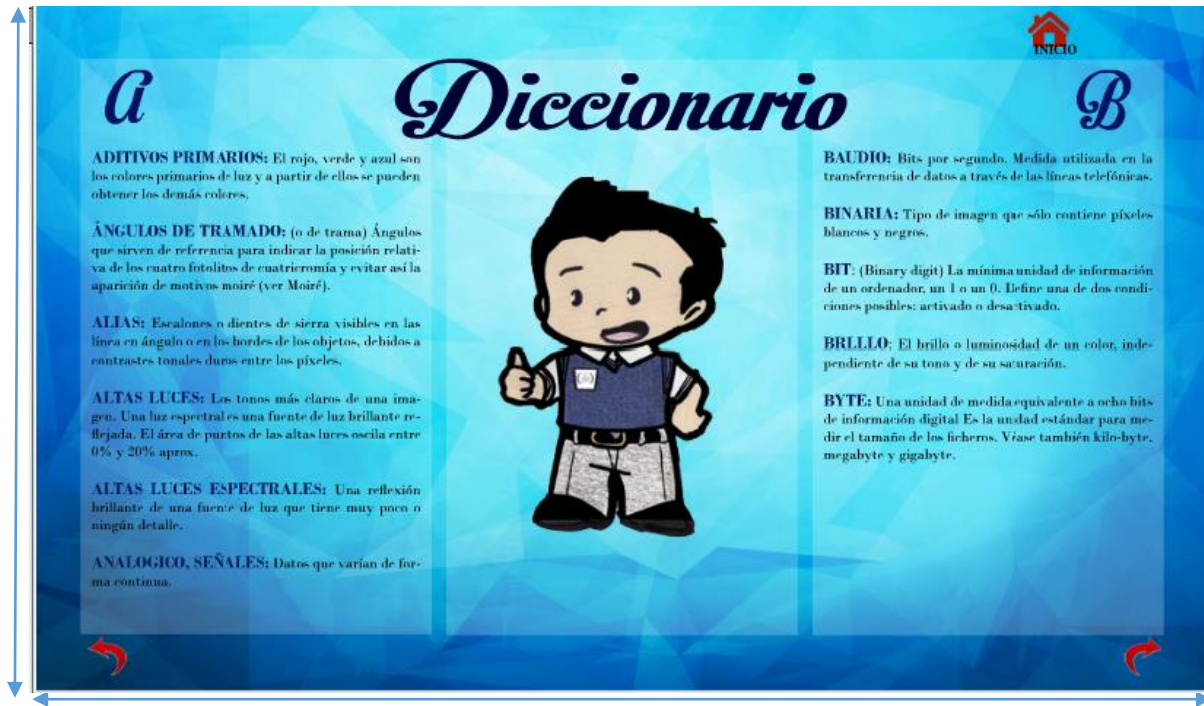 INICIO
Diccionario
A
ADITIVOS PRIMARIOS: El rojo, verde y azul son
los colores primarios de luz y a partir de ellos se pueden
obtener los demás colores.
ÁNGULOS DE TRAMADO: (o de trama) Ángulos
que sirven de referencia para indicar la posición relati-
va de los cuatro fotolitos de cuatricromía y evitar así la
aparición de motivos moiré (ver Moiré).
ALIAS: Escalones o dientes de sierra visibles en las
línea en ángulo o en los bordes de los objetos, debidos a
contrastes tonales duros entre los píxeles.
ALTAS LUCES: Los tonos más claros de una ima-
gen. Una luz espectral es una fuente de luz brillante re-
flejada. El área de puntos de las altas luces oscila entre
0% y 20% aprox.
ALTAS LUCES ESPECTRALES: Una reflexión
brillante de una fuente de luz que tiene muy poco o
ningún detalle.
ANALOGICO, SEÑALES: Datos que varían de for-
ma continua.
B
BAUDIO: Bits por segundo. Medida utilizada en la
transferencia de datos a través de las líneas telefónicas.
BINARIA: Tipo de imagen que sólo contiene píxeles
blancos y negros.
BIT: (Binary digit) La mínima unidad de información
de un ordenador, un 1 o un 0. Define una de dos condi-
ciones posibles: activado o desactivado.
BRLLLO: El brillo o luminosidad de un color, inde-
pendiente de su tono y de su saturación.
BYTE: Una unidad de medida equivalente a ocho bits
de información digital Es la unidad estándar para me-
dir el tamaño de los ficheros. Véase también kilo-byte,
megabyte y gigabyte.